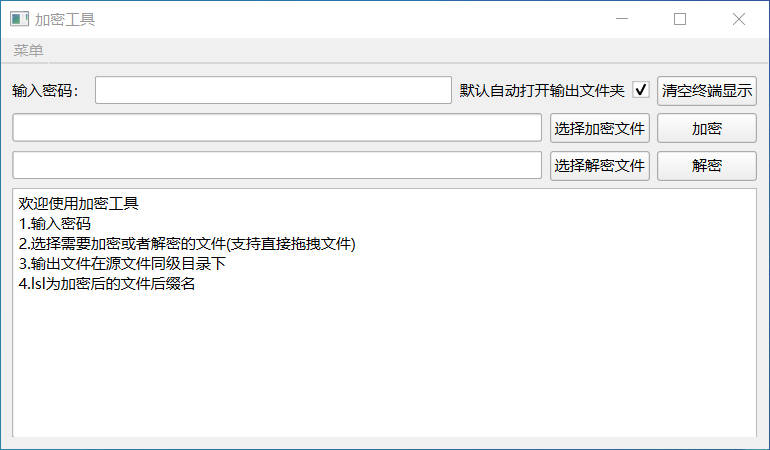 加密工具
菜单
输入密码：
默认自动打开输出文件夹
清空终端显示
选择加密文件
加密
选择解密文件
解密
欢迎使用加密工具
1.输入密码
2.选择需要加密或者解密的文件(支持直接拖拽文件)
3.输出文件在源文件同级目录下
4.lsl为加密后的文件后缀名